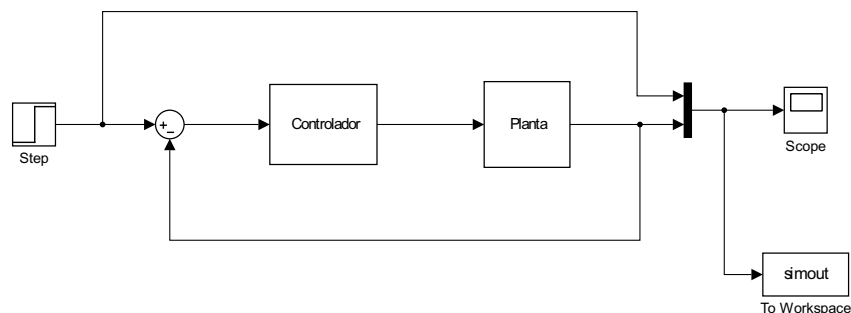 Step
+
−
Controlador
Planta
Scope
simout
To Workspace